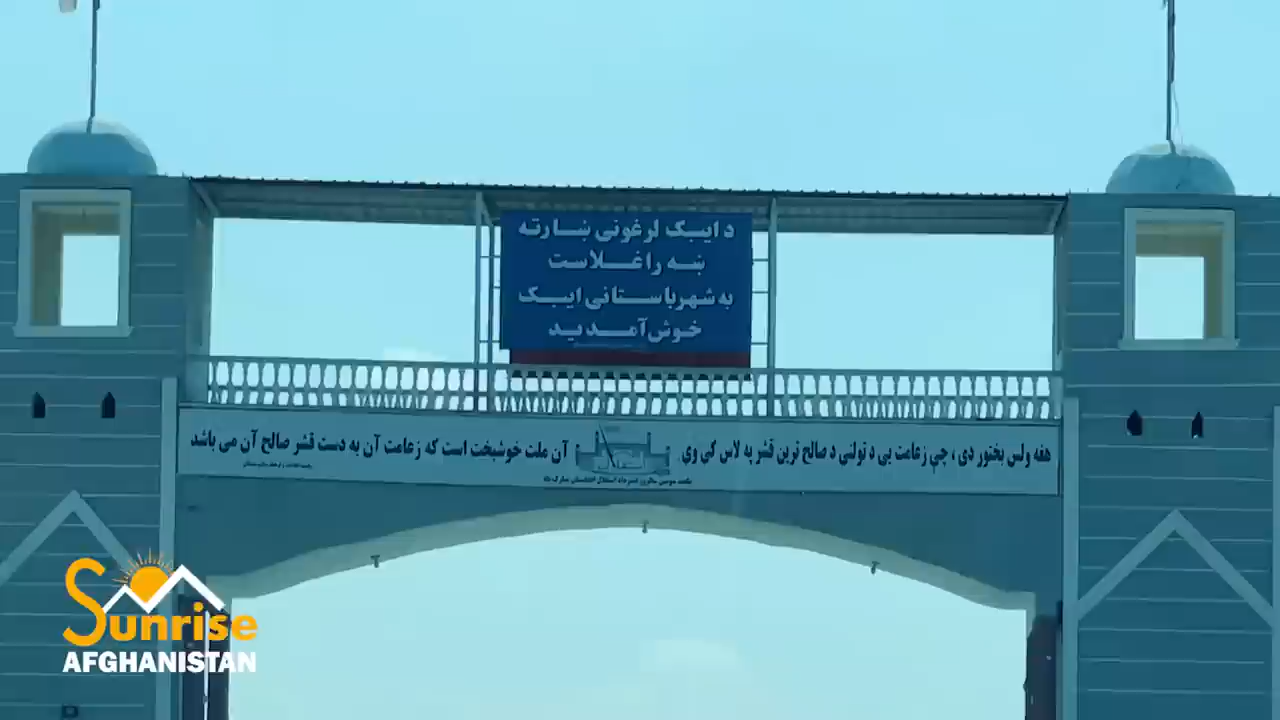 د ایبک لرغونی ښارته
ښه راغلاست
به شهرباستانی ایبک
خوش‌آمدید
هغه ولس بختور دی ، چې زعامت یې د ټولنې د صالح ترین قشر په لاس کې وي
آن ملت خوشبخت است که زعامت آن به دست قشر صالح آن می باشد
Sunrise
AFGHANISTAN